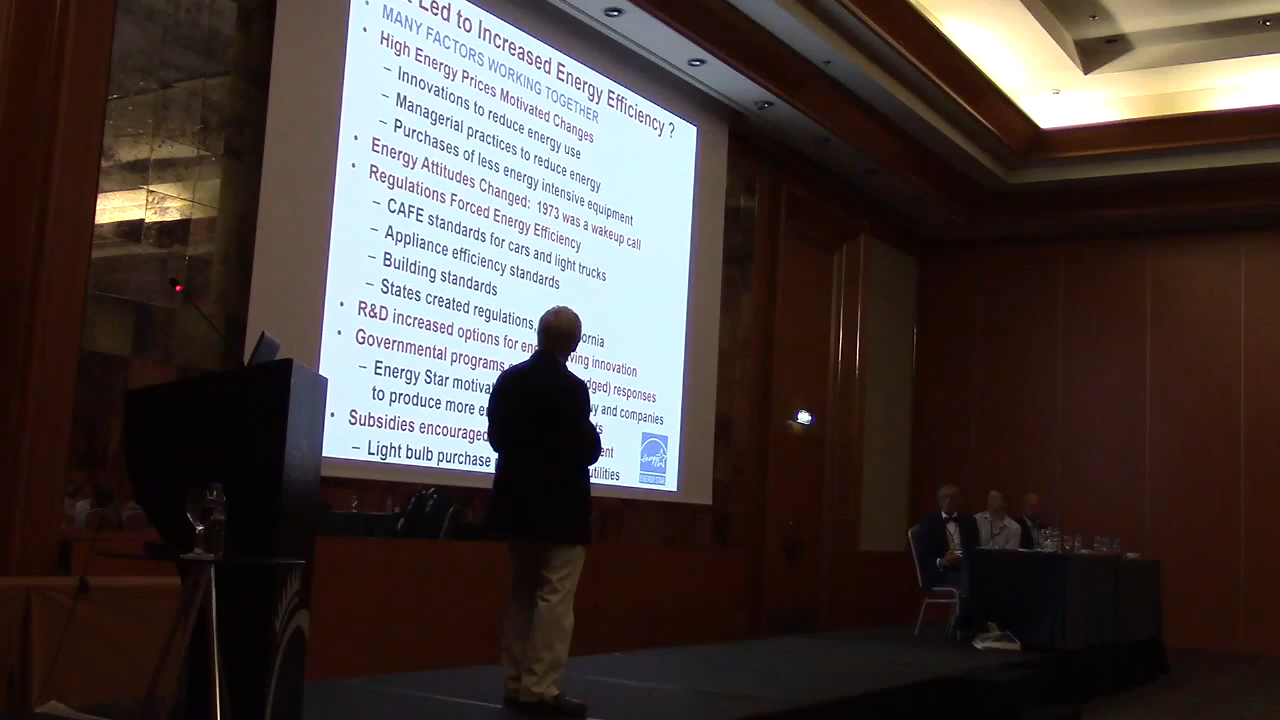 Led to Increased Energy Efficiency ?
• MANY FACTORS WORKING TOGETHER
• High Energy Prices Motivated Changes
– Innovations to reduce energy use
– Managerial practices to reduce energy
– Purchases of less energy intensive equipment
• Energy Attitudes Changed: 1973 was a wakeup call
• Regulations Forced Energy Efficiency
– CAFE standards for cars and light trucks
– Appliance efficiency standards
– Building standards
– States created regulations,
• R&D increased options for innovation
• Governmental programs responses
– Energy Star and companies
to produce more
• Subsidies encouraged
– Light bulb purchase utilities
ENERGY STAR